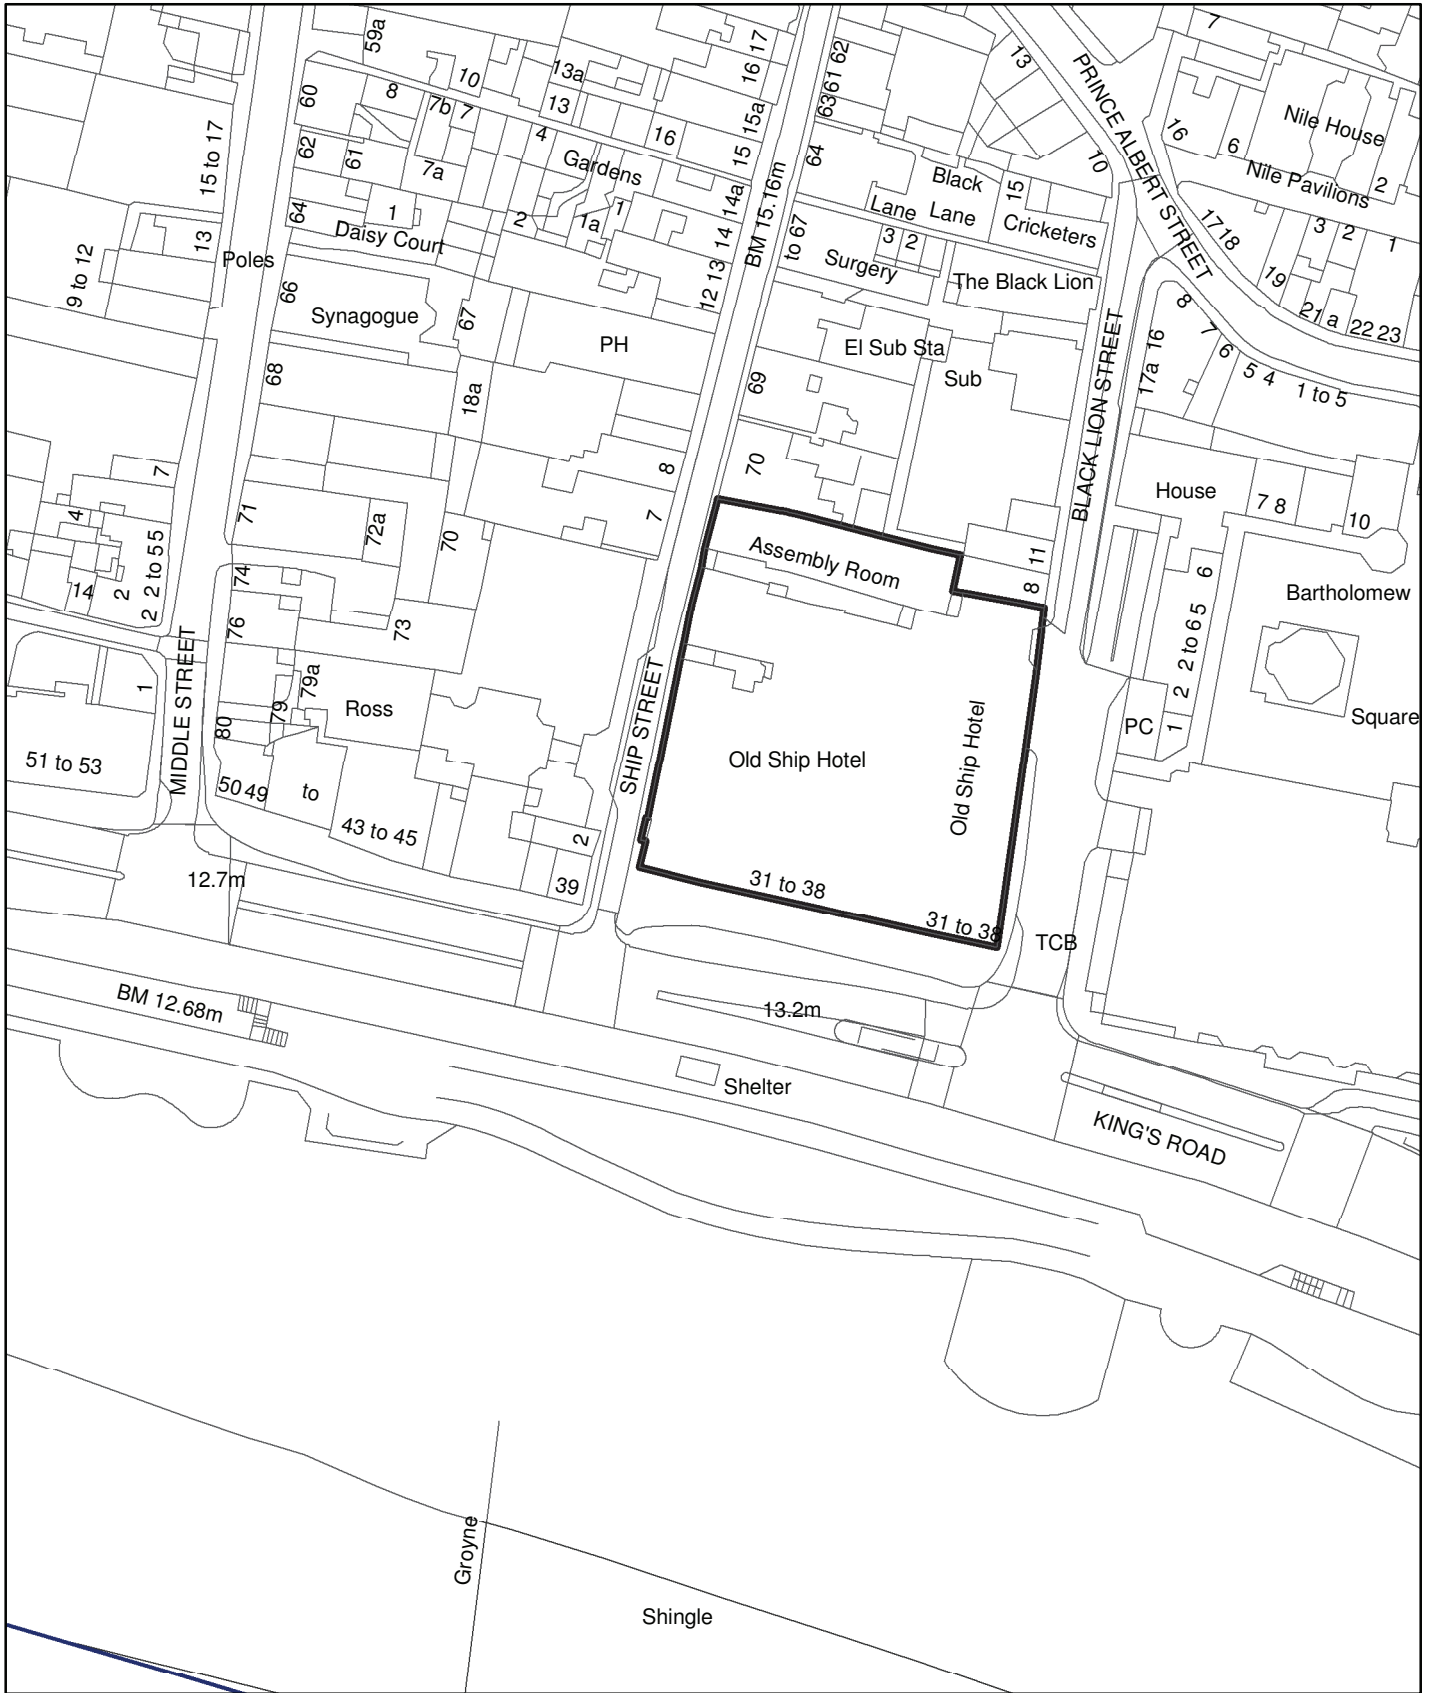 59a
10
13a
16 17
61 62
63
13
PRINCE ALBERT STREET
7
60
8
7b
7
13
4
16
15a
15
64
10
16
6
Nile House
2
Nile Pavilions
15 to 17
62
61
7a
Gardens
14a
BM 15.16m
Black
Lane
Lane
15
Cricketers
17
18
3
2
1
64
1
2
1a
1
14
to 67
13
Poles
Daisy Court
12 13
Surgery
3
2
The Black Lion
19
21
a
22 23
9 to 12
66
Synagogue
67
PH
El Sub Sta
Sub
BLACK LION STREET
17a 16
8
7
6
5 4
1 to 5
68
18a
69
7
8
70
House
7 8
10
4
71
72a
70
7
Assembly Room
11
8
14
2
2 to 55
2
74
76
73
6
2 to 65
2
1
Bartholomew
Square
1
MIDDLE STREET
79a
79
80
Ross
SHIP STREET
Old Ship Hotel
Old Ship Hotel
PC
51 to 53
50 49
to
43 to 45
2
39
12.7m
31 to 38
31 to 38
TCB
BM 12.68m
13.2m
Shelter
KING'S ROAD
Groyne
Shingle